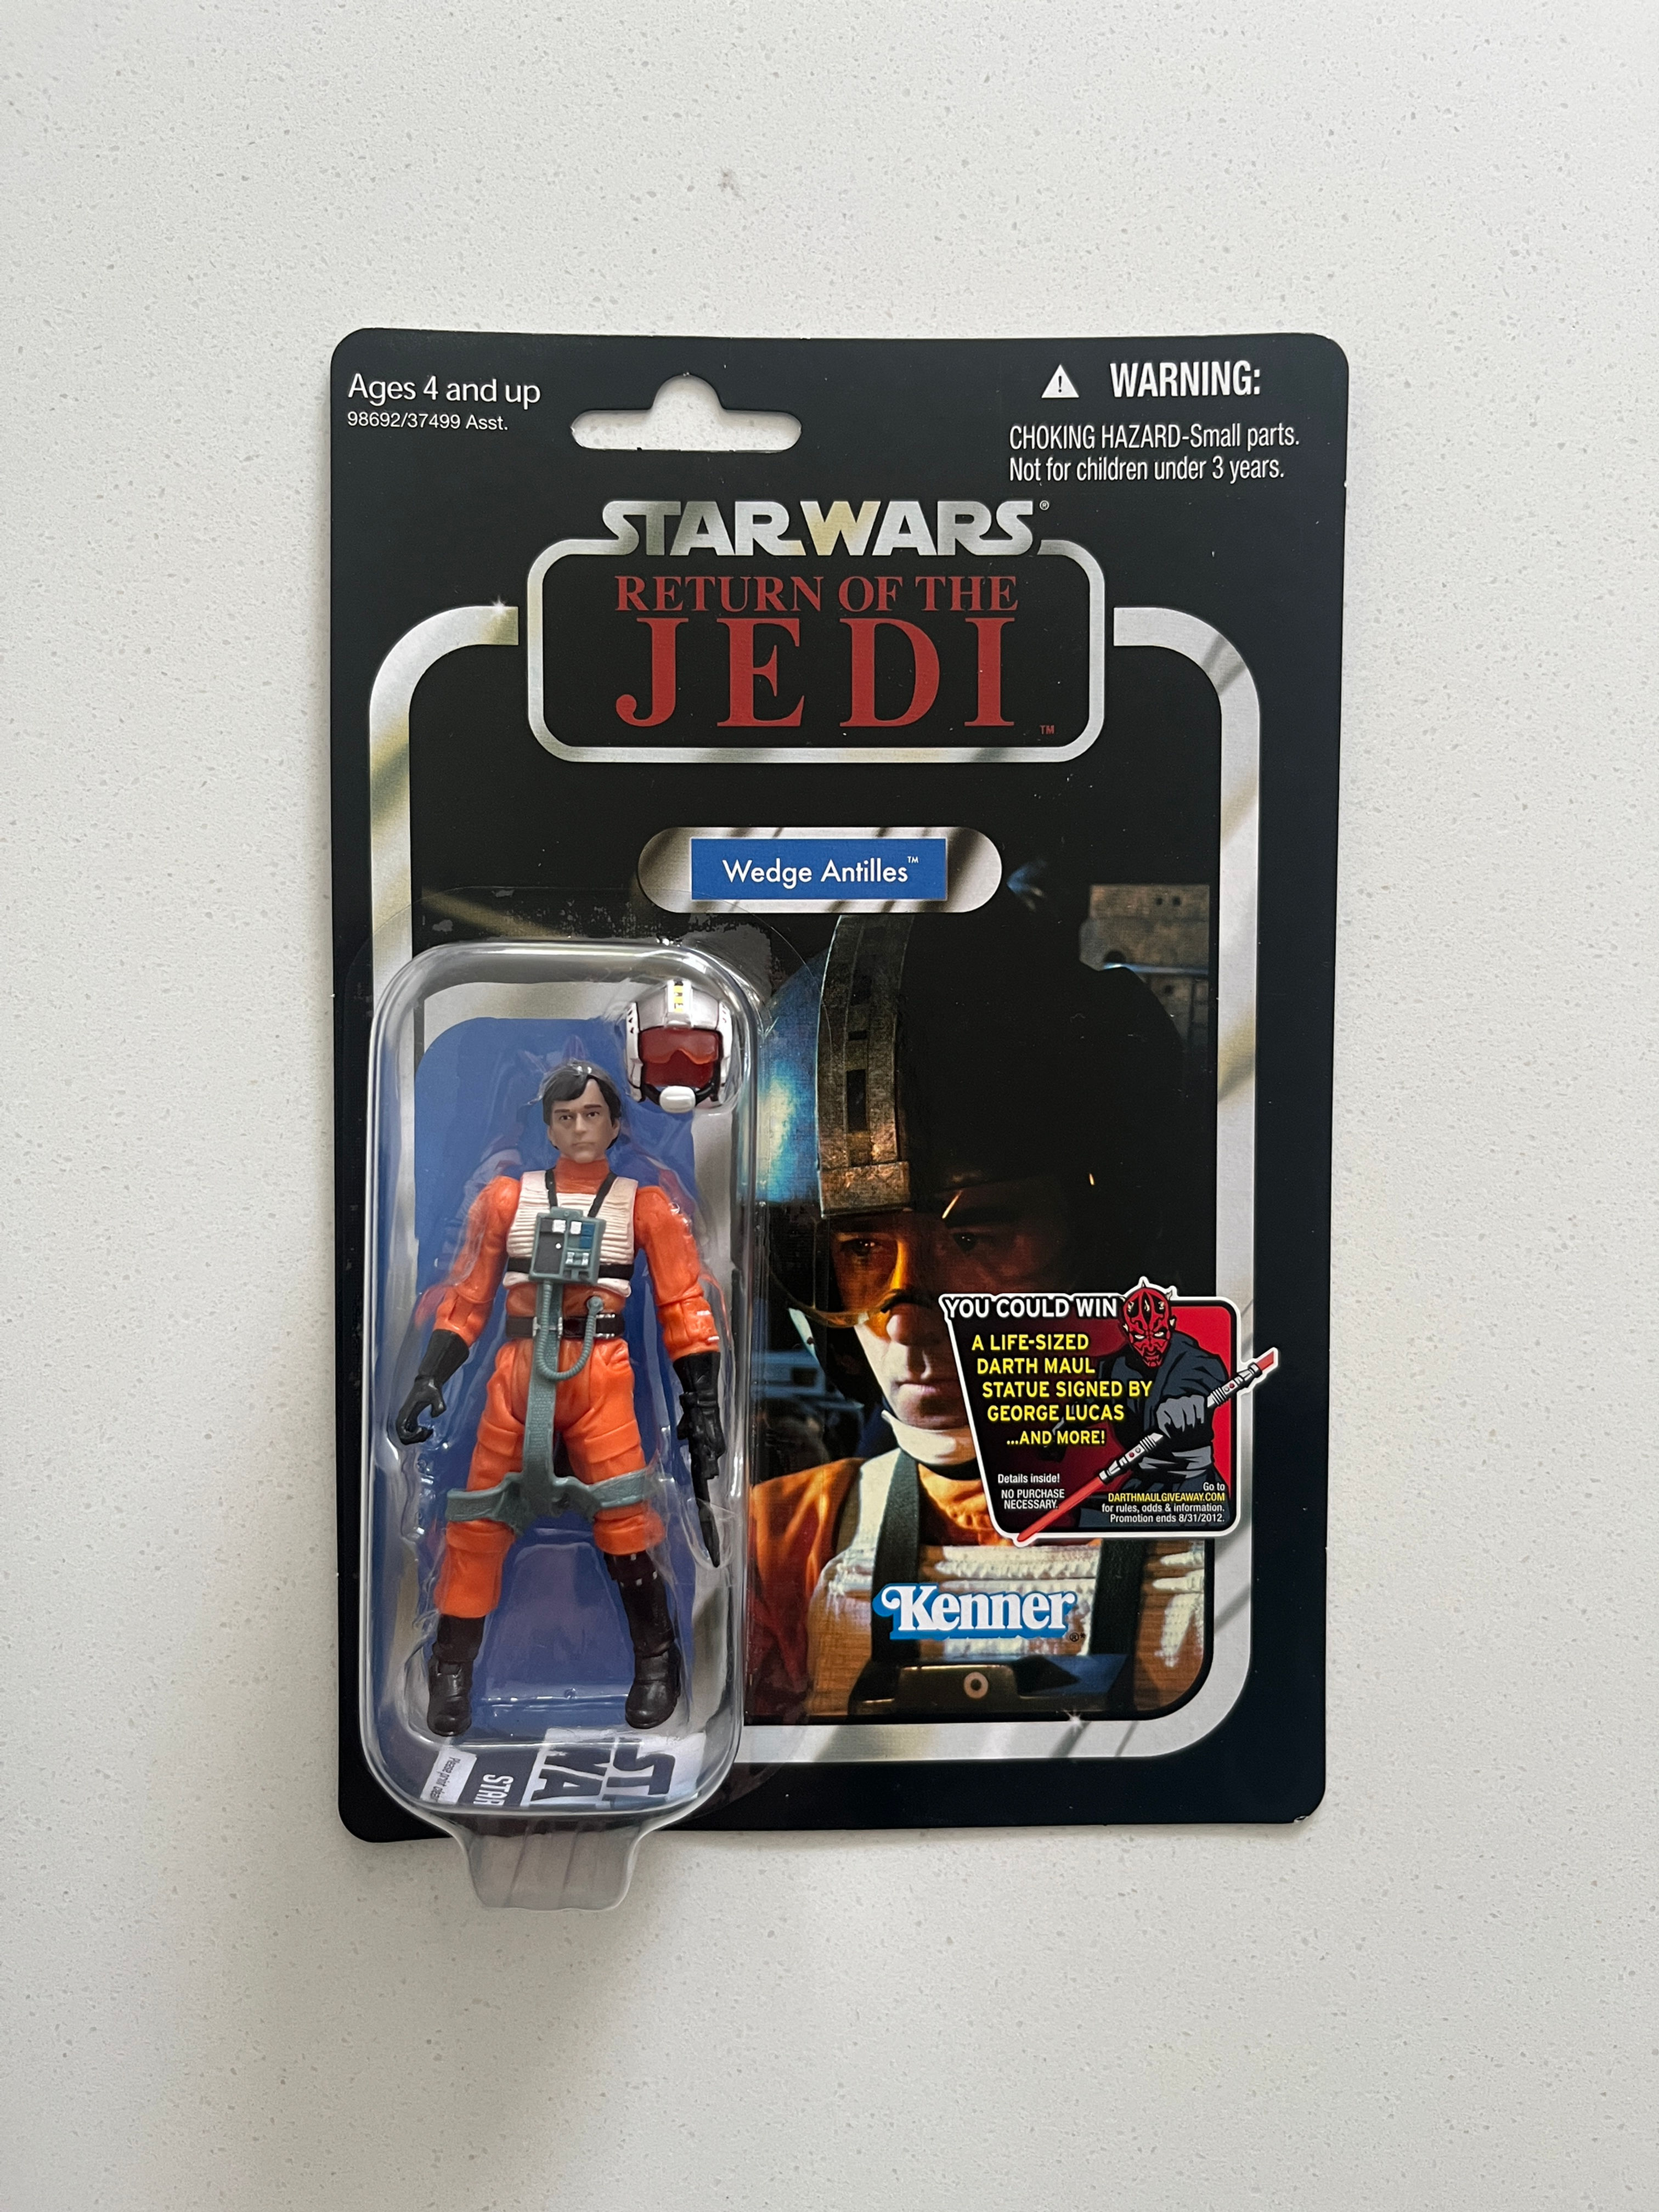 Ages 4 and up
98692/37499 Asst.
WARNING:
CHOKING HAZARD-Small parts.
Not for children under 3 years.
STAR WARS®
RETURN OF THE
JEDI™
Wedge Antilles™
YOU COULD WIN
A LIFE-SIZED
DARTH MAUL
STATUE SIGNED BY
GEORGE LUCAS
...AND MORE!
Details inside!
NO PURCHASE
NECESSARY.
Go to
DARTHMAULGIVEAWAY.COM
for rules, odds & information.
Promotion ends 8/31/2012.
Kenner®
STAR